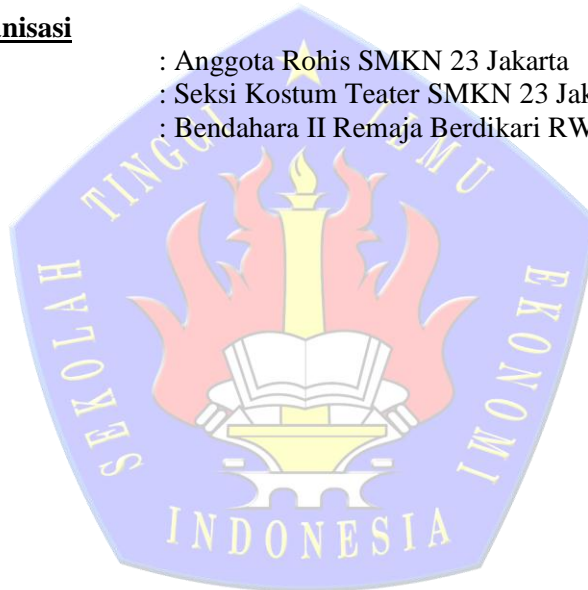 nisasi
: Anggota Rohis SMKN 23 Jakarta
: Seksi Kostum Teater SMKN 23 Jak
: Bendahara II Remaja Berdikari RW
SEKOLAH TINGGI ILMU EKONOMI
INDONESIA